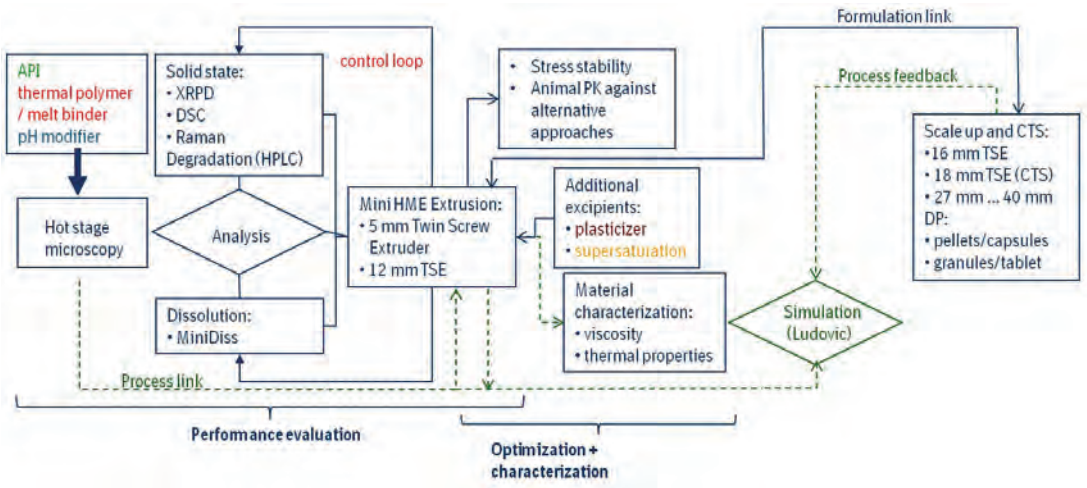 API
thermal polymer
/ melt binder
pH modifier
Hot stage
microscopy
Solid state:
• XRPD
• DSC
• Raman
Degradation (HPLC)
control loop
Analysis
Dissolution:
• MiniDiss
Process link
Performance evaluation
Mini HME Extrusion:
• 5 mm Twin Screw
Extruder
• 12 mm TSE
• Stress stability
• Animal PK against
alternative
approaches
Additional
excipients:
• plasticizer
• supersaturation
Material
characterization:
• viscosity
• thermal properties
Optimization +
characterization
Formulation link
Process feedback
Simulation
(Ludovic)
Scale up and CTS:
• 16 mm TSE
• 18 mm TSE (CTS)
• 27 mm ... 40 mm
DP:
• pellets/capsules
• granules/tablet